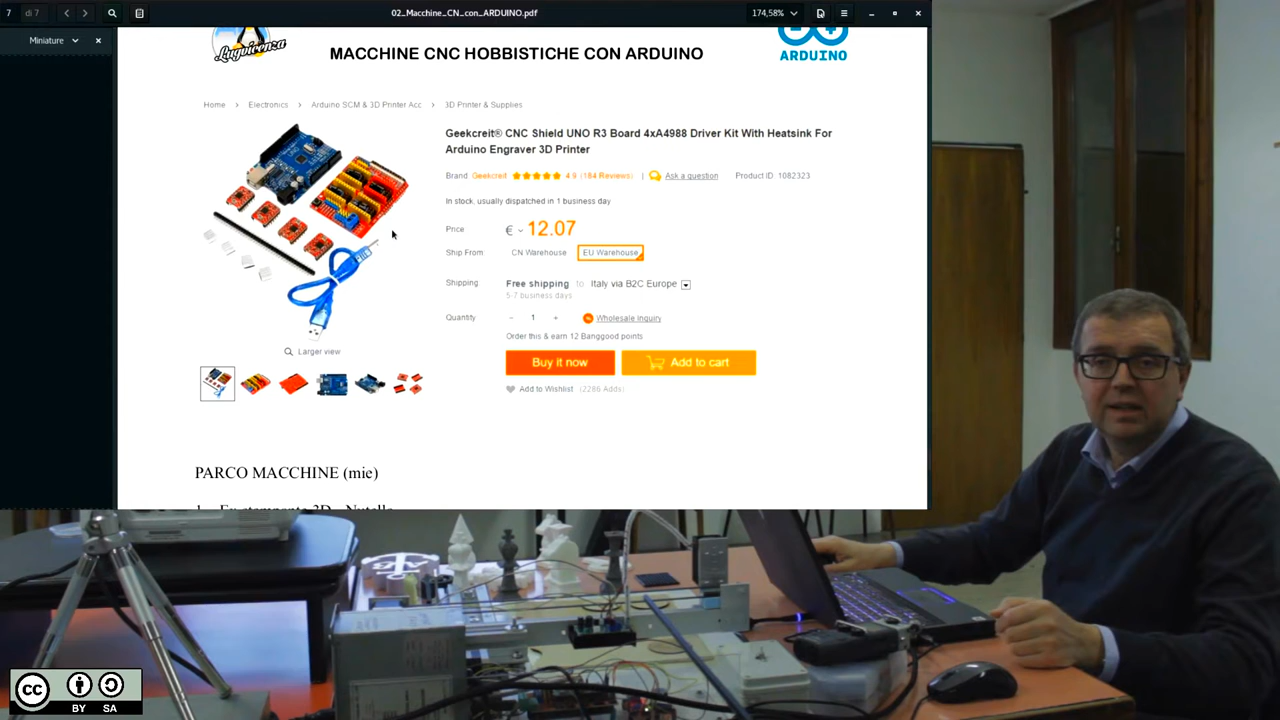 7 di 7
02_Macchine_CN_con_ARDUINO.pdf
174,58%
Miniature
Lugvicenza
MACCHINE CNC HOBBISTICHE CON ARDUINO
ARDUINO
Home > Electronics > Arduino SCM & 3D Printer Acc > 3D Printer & Supplies
Geekcreit® CNC Shield UNO R3 Board 4xA4988 Driver Kit With Heatsink For
Arduino Engraver 3D Printer
Brand Geekcreit 4.9 (184 Reviews) | Ask a question Product ID 1082323
In stock, usually dispatched in 1 business day
Price € 12.07
Ship From CN Warehouse EU Warehouse
Shipping Free shipping to Italy via B2C Europe
5-7 business days
Quantity - 1 + Wholesale Inquiry
Order this & earn 12 Banggood points
Larger view
Buy it now Add to cart
Add to Wishlist (2286 Adds)
PARCO MACCHINE (mie)
cc BY SA